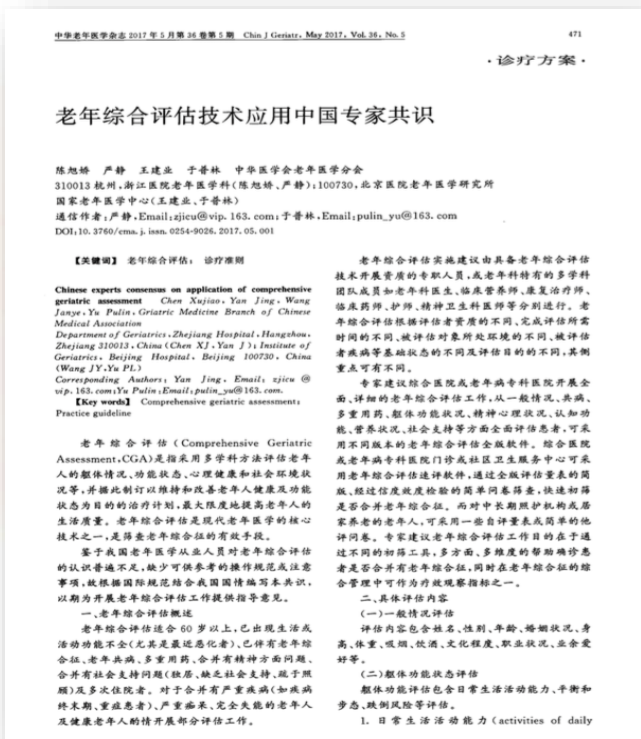 中华老年医学杂志 2017 年 5 月第 36 卷第 5 期 Chin J Geriatr, May 2017, Vol. 36, No. 5
471
·诊疗方案·
老年综合评估技术应用中国专家共识
陈旭娇 严静 王建业 于普林 中华医学会老年医学分会
310013 杭州,浙江医院老年医学科(陈旭娇、严静);100730,北京医院老年医学研究所
国家老年医学中心(王建业、于普林)
通信作者:严静,Email:zjicu@vip.163.com;于普林,Email:pulin_yu@163.com
DOI:10.3760/cma.j.issn.0254-9026.2017.05.001
【关键词】 老年综合评估; 诊疗准则
Chinese experts consensus on application of comprehensive
geriatric assessment Chen Xujiao, Yan Jing, Wang
Janye, Yu Pulin, Griatric Medicine Branch of Chinese
Medical Association
Department of Geriatrics, Zhejiang Hospital, Hangzhou,
Zhejiang 310013, China (Chen XJ, Yan J); Institute of
Geriatrics, Beijing Hospital, Beijing 100730, China
(Wang JY, Yu PL)
Corresponding Authors: Yan Jing, Email: zjicu @
vip.163.com; Yu Pulin; Email: pulin_yu@163.com.
【Key words】 Comprehensive geriatric assessment;
Practice guideline
老年综合评估(Comprehensive Geriatric
Assessment,CGA)是指采用多学科方法评估老年
人的躯体情况、功能状态、心理健康和社会环境状
况等,并据此制订以维持和改善老年人健康及功能
状态为目的的治疗计划,最大限度地提高老年人的
生活质量。老年综合评估是现代老年医学的核心
技术之一,是筛查老年综合征的有效手段。
鉴于我国老年医学从业人员对老年综合评估
的认识普遍不足,缺少可供参考的操作规范或注意
事项,故根据国际规范结合我国国情编写本共识,
以期为开展老年综合评估工作提供指导意见。
一、老年综合评估概述
老年综合评估适合 60 岁以上,已出现生活或
活动功能不全(尤其是最近恶化者)、已伴有老年综
合征、老年共病、多重用药、合并有精神方面问题、
合并有社会支持问题(独居、缺乏社会支持、疏于照
顾)及多次住院者。对于合并有严重疾病(如疾病
终末期、重症患者)、严重痴呆、完全失能的老年人
及健康老年人酌情开展部分评估工作。
老年综合评估实施建议由具备老年综合评估
技术开展资质的专职人员,或老年科特有的多学科
团队成员如老年科医生、临床营养师、康复治疗师、
临床药师、护师、精神卫生科医师等分别进行。老
年综合评估根据评估者资质的不同、完成评估所需
时间的不同、被评估对象所处环境的不同、被评估
者疾病等基础状态的不同及评估目的的不同,其侧
重点可有不同。
专家建议综合医院或老年病专科医院开展全
面、详细的老年综合评估工作,从一般情况、共病、
多重用药、躯体功能状况、精神心理状况、认知功
能、营养状况、社会支持等方面全面评估患者,可采
用不同版本的老年综合评估全版软件。综合医院
或老年病专科医院门诊或社区卫生服务中心可采
用老年综合评估速评软件,通过全版评估量表的简
版、经过信度效度检验的简单问卷筛查,快速初筛
是否合并老年综合征。而对中长期照护机构或居
家养老的老年人,可采用一些自评量表或简单的他
评问卷。专家建议老年综合评估工作目的在于通
过不同的初筛工具,多方面、多维度的帮助确诊患
者是否合并有老年综合征,同时在老年综合征的综
合管理中可作为疗效观察指标之一。
二、具体评估内容
(一)一般情况评估
评估内容包含姓名、性别、年龄、婚姻状况、身
高、体重、吸烟、饮酒、文化程度、职业状况、业余爱
好等。
(二)躯体功能状态评估
躯体功能评估包含日常生活活动能力、平衡和
步态、跌倒风险等评估。
1. 日常生活活动能力(activities of daily